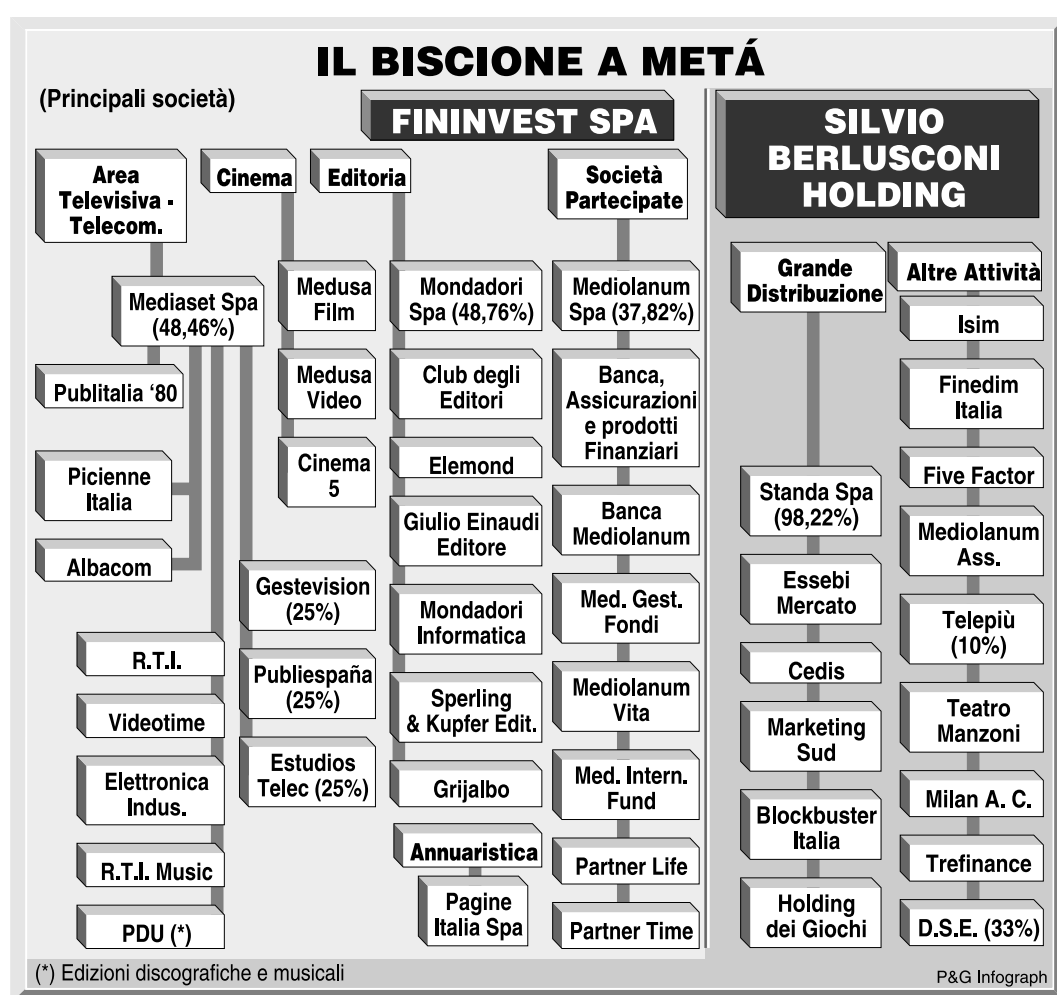 IL BISCIONE A METÁ
(Principali società)
FININVEST SPA
Area
Televisiva -
Telecom.
Mediaset Spa
(48,46%)
Publitalia ‘80
Picienne
Italia
Albacom
R.T.I.
Videotime
Elettronica
Indus.
R.T.I. Music
PDU (*)
Gestevision
(25%)
Publiespaña
(25%)
Estudios
Telec (25%)
Cinema
Medusa
Film
Medusa
Video
Cinema
5
Editoria
Mondadori
Spa (48,76%)
Club degli
Editori
Elemond
Giulio Einaudi
Editore
Mondadori
Informatica
Sperling
& Kupfer Edit.
Grijalbo
Annuaristica
Pagine
Italia Spa
Società
Partecipate
Mediolanum
Spa (37,82%)
Banca,
Assicurazioni
e prodotti
Finanziari
Banca
Mediolanum
Med. Gest.
Fondi
Mediolanum
Vita
Med. Intern.
Fund
Partner Life
Partner Time
SILVIO
BERLUSCONI
HOLDING
Grande
Distribuzione
Standa Spa
(98,22%)
Essebi
Mercato
Cedis
Marketing
Sud
Blockbuster
Italia
Holding
dei Giochi
Altre Attività
Isim
Finedim
Italia
Five Factor
Mediolanum
Ass.
Telepiù
(10%)
Teatro
Manzoni
Milan A. C.
Trefinance
D.S.E. (33%)
(*) Edizioni discografiche e musicali
P&G Infograph